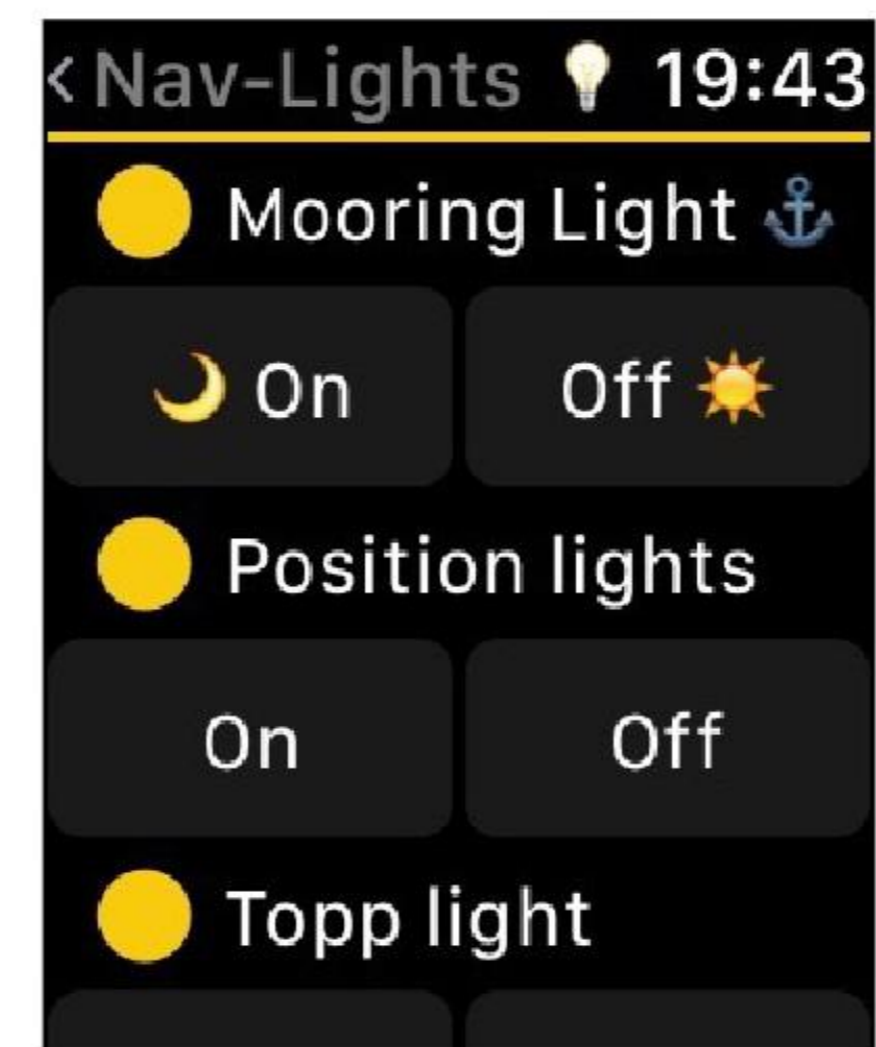 < Nav-Lights 💡 19:43
Mooring Light ⚓
🌙 On Off ☀️
Position lights
On Off
Topp light